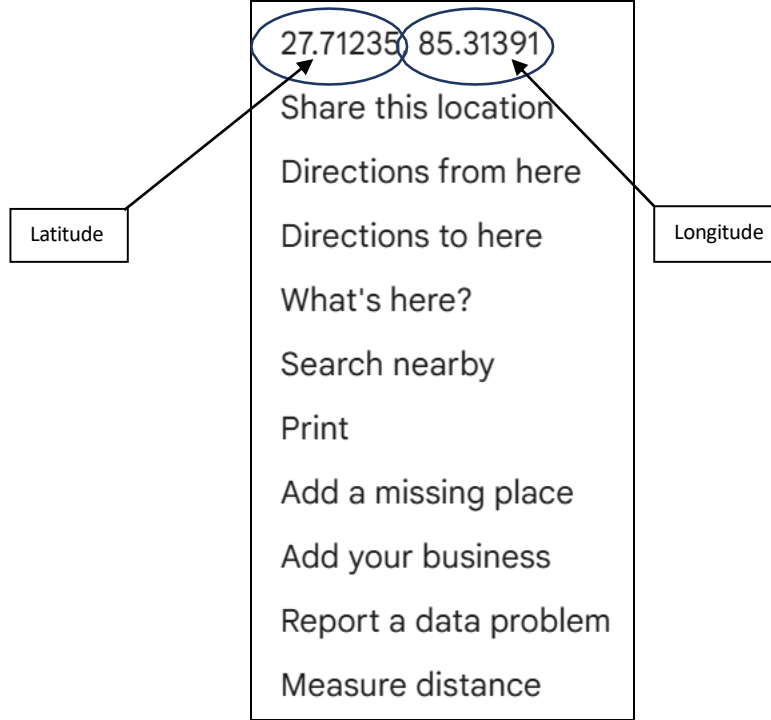 27.71235 85.31391
Share this location
Directions from here
Latitude
Directions to here
Longitude
What's here?
Search nearby
Print
Add a missing place
Add your business
Report a data problem
Measure distance